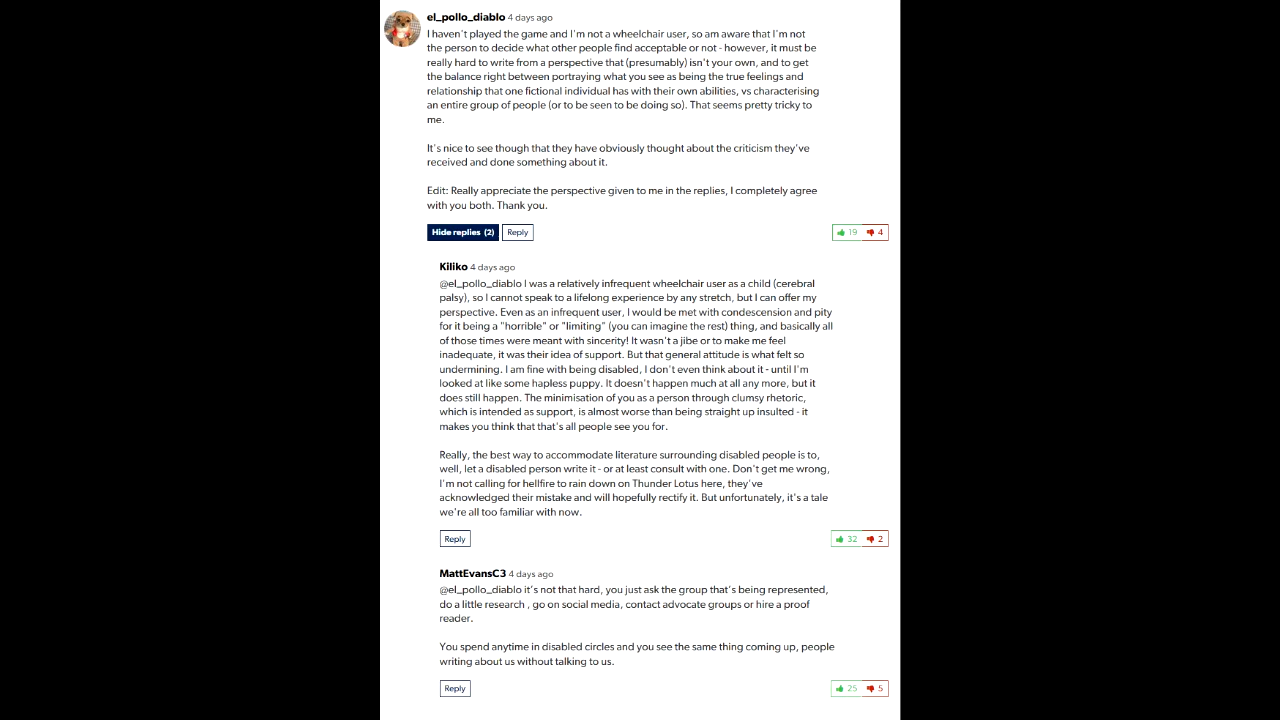 el_pollo_diablo 4 days ago
I haven't played the game and I'm not a wheelchair user, so am aware that I'm not
the person to decide what other people find acceptable or not - however, it must be
really hard to write from a perspective that (presumably) isn't your own, and to get
the balance right between portraying what you see as being the true feelings and
relationship that one fictional individual has with their own abilities, vs characterising
an entire group of people (or to be seen to be doing so). That seems pretty tricky to
me.
It's nice to see though that they have obviously thought about the criticism they've
received and done something about it.
Edit: Really appreciate the perspective given to me in the replies, I completely agree
with you both. Thank you.
Hide replies (2) Reply 19 4
Kiliko 4 days ago
@el_pollo_diablo I was a relatively infrequent wheelchair user as a child (cerebral
palsy), so I cannot speak to a lifelong experience by any stretch, but I can offer my
perspective. Even as an infrequent user, I would be met with condescension and pity
for it being a "horrible" or "limiting" (you can imagine the rest) thing, and basically all
of those times were meant with sincerity! It wasn't a jibe or to make me feel
inadequate, it was their idea of support. But that general attitude is what felt so
undermining. I am fine with being disabled, I don't even think about it - until I'm
looked at like some hapless puppy. It doesn't happen much at all any more, but it
does still happen. The minimisation of you as a person through clumsy rhetoric,
which is intended as support, is almost worse than being straight up insulted - it
makes you think that that's all people see you for.
Really, the best way to accommodate literature surrounding disabled people is to,
well, let a disabled person write it - or at least consult with one. Don't get me wrong,
I'm not calling for hellfire to rain down on Thunder Lotus here, they've
acknowledged their mistake and will hopefully rectify it. But unfortunately, it's a tale
we're all too familiar with now.
Reply 32 2
MattEvansC3 4 days ago
@el_pollo_diablo it's not that hard, you just ask the group that's being represented,
do a little research , go on social media, contact advocate groups or hire a proof
reader.
You spend anytime in disabled circles and you see the same thing coming up, people
writing about us without talking to us.
Reply 25 5